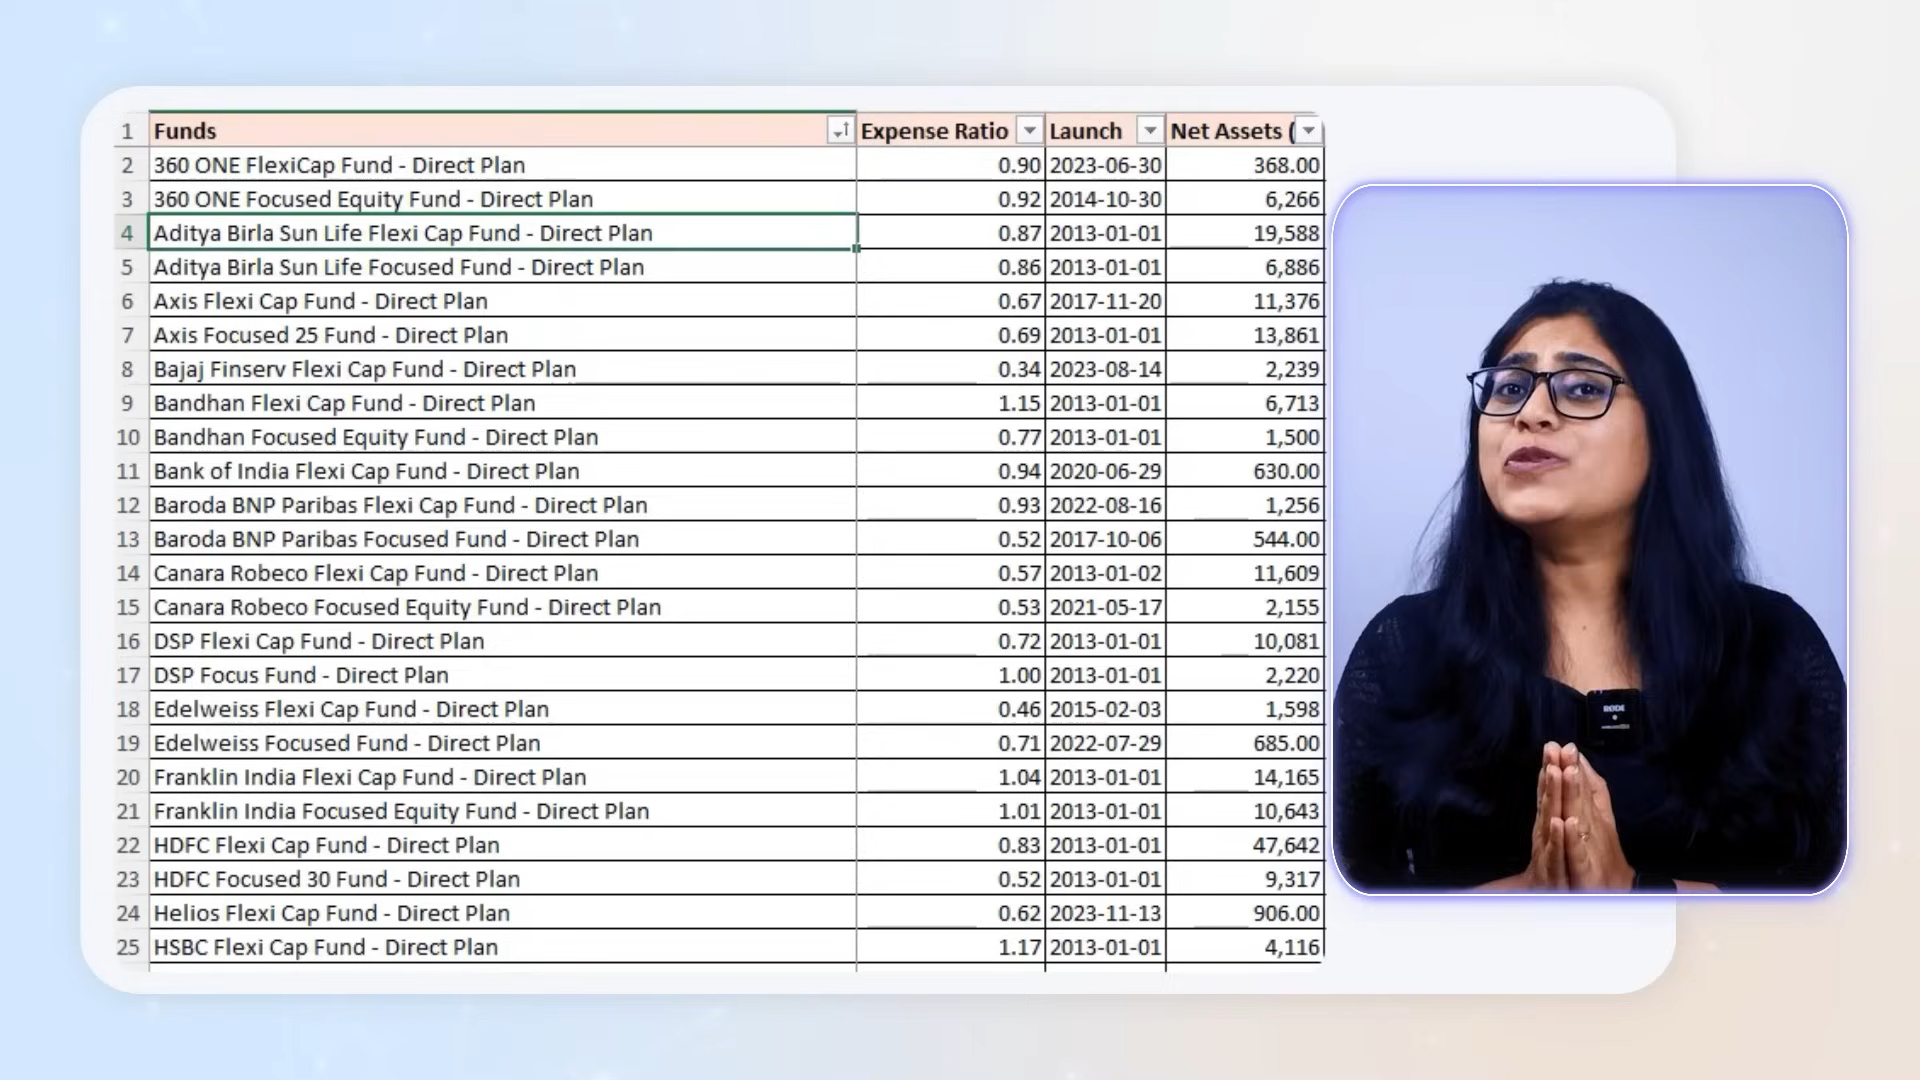 1 Funds Expense Ratio Launch Net Assets (
2 360 ONE FlexiCap Fund - Direct Plan 0.90 2023-06-30 368.00
3 360 ONE Focused Equity Fund - Direct Plan 0.92 2014-10-30 6,266
4 Aditya Birla Sun Life Flexi Cap Fund - Direct Plan 0.87 2013-01-01 19,588
5 Aditya Birla Sun Life Focused Fund - Direct Plan 0.86 2013-01-01 6,886
6 Axis Flexi Cap Fund - Direct Plan 0.67 2017-11-20 11,376
7 Axis Focused 25 Fund - Direct Plan 0.69 2013-01-01 13,861
8 Bajaj Finserv Flexi Cap Fund - Direct Plan 0.34 2023-08-14 2,239
9 Bandhan Flexi Cap Fund - Direct Plan 1.15 2013-01-01 6,713
10 Bandhan Focused Equity Fund - Direct Plan 0.77 2013-01-01 1,500
11 Bank of India Flexi Cap Fund - Direct Plan 0.94 2020-06-29 630.00
12 Baroda BNP Paribas Flexi Cap Fund - Direct Plan 0.93 2022-08-16 1,256
13 Baroda BNP Paribas Focused Fund - Direct Plan 0.52 2017-10-06 544.00
14 Canara Robeco Flexi Cap Fund - Direct Plan 0.57 2013-01-02 11,609
15 Canara Robeco Focused Equity Fund - Direct Plan 0.53 2021-05-17 2,155
16 DSP Flexi Cap Fund - Direct Plan 0.72 2013-01-01 10,081
17 DSP Focus Fund - Direct Plan 1.00 2013-01-01 2,220
18 Edelweiss Flexi Cap Fund - Direct Plan 0.46 2015-02-03 1,598
19 Edelweiss Focused Fund - Direct Plan 0.71 2022-07-29 685.00
20 Franklin India Flexi Cap Fund - Direct Plan 1.04 2013-01-01 14,165
21 Franklin India Focused Equity Fund - Direct Plan 1.01 2013-01-01 10,643
22 HDFC Flexi Cap Fund - Direct Plan 0.83 2013-01-01 47,642
23 HDFC Focused 30 Fund - Direct Plan 0.52 2013-01-01 9,317
24 Helios Flexi Cap Fund - Direct Plan 0.62 2023-11-13 906.00
25 HSBC Flexi Cap Fund - Direct Plan 1.17 2013-01-01 4,116
RØDE